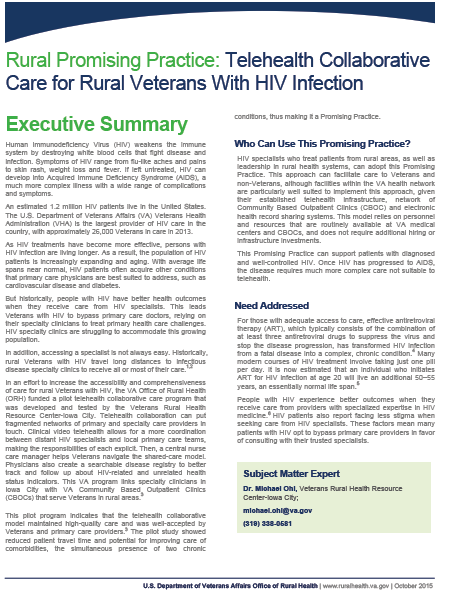 Rural Promising Practice: Telehealth Collaborative
Care for Rural Veterans With HIV Infection
Executive Summary
Human Immunodeficiency Virus (HIV) weakens the immune
system by destroying white blood cells that fight disease and
infection. Symptoms of HIV range from flu-like aches and pains
to skin rash, weight loss and fever. If left untreated, HIV can
develop into Acquired Immune Deficiency Syndrome (AIDS), a
much more complex illness with a wide range of complications
and symptoms.
An estimated 1.2 million HIV patients live in the United States.
The U.S. Department of Veterans Affairs (VA) Veterans Health
Administration (VHA) is the largest provider of HIV care in the
country, with approximately 26,000 Veterans in care in 2013.
As HIV treatments have become more effective, persons with
HIV infection are living longer. As a result, the population of HIV
patients is increasingly expanding and aging. With average life
spans near normal, HIV patients often acquire other conditions
that primary care physicians are best suited to address, such as
cardiovascular disease and diabetes.
But historically, people with HIV have better health outcomes
when they receive care from HIV specialists. This leads
Veterans with HIV to bypass primary care doctors, relying on
their specialty clinicians to treat primary health care challenges.
HIV specialty clinics are struggling to accommodate this growing
population.
In addition, accessing a specialist is not always easy. Historically,
rural Veterans with HIV travel long distances to infectious
disease specialty clinics to receive all or most of their care.1,2
In an effort to increase the accessibility and comprehensiveness
of care for rural Veterans with HIV, the VA Office of Rural Health
(ORH) funded a pilot telehealth collaborative care program that
was developed and tested by the Veterans Rural Health
Resource Center-Iowa City. Telehealth collaboration can put
fragmented networks of primary and specialty care providers in
touch. Clinical video telehealth allows for a more coordination
between distant HIV specialists and local primary care teams,
making the responsibilities of each explicit. Then, a central nurse
care manager helps Veterans navigate the shared-care model.
Physicians also create a searchable disease registry to better
track and follow up about HIV-related and unrelated health
status indicators. This VA program links specialty clinicians in
Iowa City with VA Community Based Outpatient Clinics
(CBOCs) that serve Veterans in rural areas.3
This pilot program indicates that the telehealth collaborative
model maintained high-quality care and was well-accepted by
Veterans and primary care providers.3 The pilot study showed
reduced patient travel time and potential for improving care of
comorbidities, the simultaneous presence of two chronic
conditions, thus making it a Promising Practice.
Who Can Use This Promising Practice?
HIV specialists who treat patients from rural areas, as well as
leadership in rural health systems, can adopt this Promising
Practice. This approach can facilitate care to Veterans and
non-Veterans, although facilities within the VA health network
are particularly well suited to implement this approach, given
their established telehealth infrastructure, network of
Community Based Outpatient Clinics (CBOC) and electronic
health record sharing systems. This model relies on personnel
and resources that are routinely available at VA medical
centers and CBOCs, and does not require additional hiring or
infrastructure investments.
This Promising Practice can support patients with diagnosed
and well-controlled HIV. Once HIV has progressed to AIDS,
the disease requires much more complex care not suitable to
telehealth.
Need Addressed
For those with adequate access to care, effective antiretroviral
therapy (ART), which typically consists of the combination of
at least three antiretroviral drugs to suppress the virus and
stop the disease progression, has transformed HIV infection
from a fatal disease into a complex, chronic condition.4 Many
modern courses of HIV treatment involve taking just one pill
per day. It is now estimated that an individual who initiates
ART for HIV infection at age 20 will live an additional 50–55
years, an essentially normal life span.5
People with HIV experience better outcomes when they
receive care from providers with specialized expertise in HIV
medicine.6 HIV patients also report facing less stigma when
seeking care from HIV specialists. These factors mean many
patients with HIV opt to bypass primary care providers in favor
of consulting with their trusted specialists.
Subject Matter Expert
Dr. Michael Ohl, Veterans Rural Health Resource
Center-Iowa City;
michael.ohl@va.gov
(319) 338-0581
U.S. Department of Veterans Affairs Office of Rural Health | www.ruralhealth.va.gov | October 2015